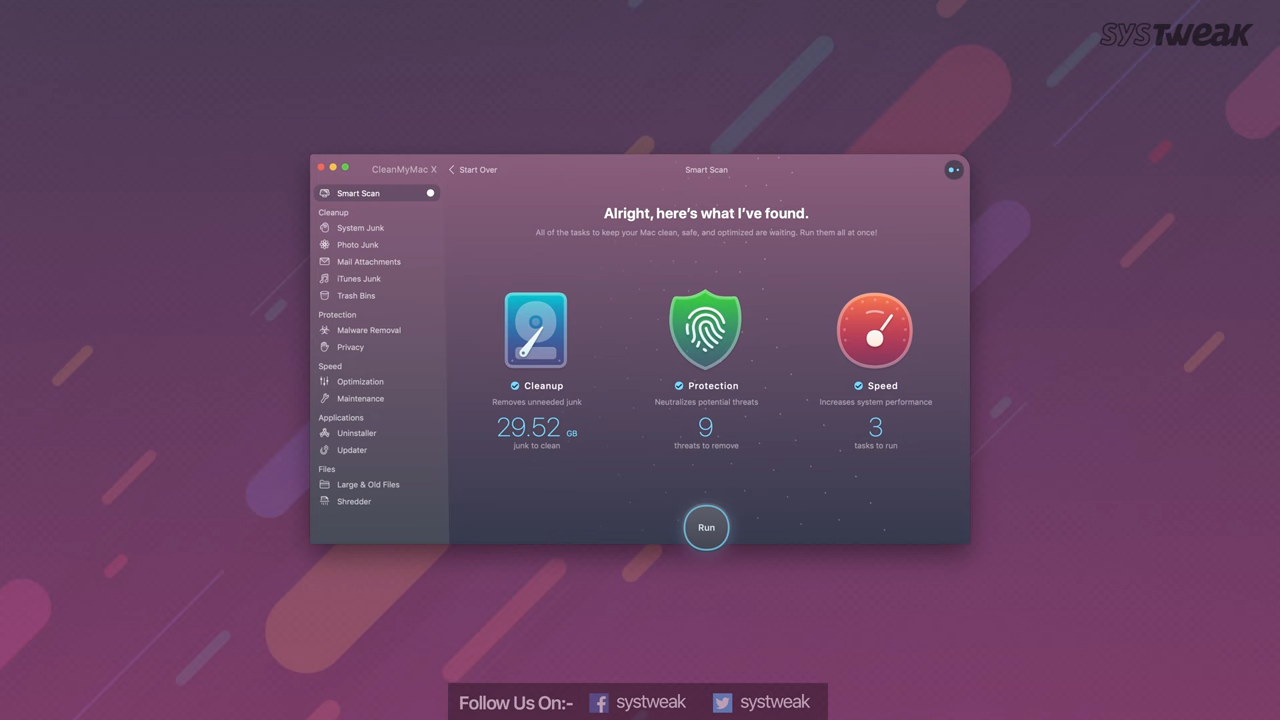 SYSTWEAK
CleanMyMac X
Start Over
Smart Scan
Smart Scan
Cleanup
System Junk
Photo Junk
Mail Attachments
iTunes Junk
Trash Bins
Protection
Malware Removal
Privacy
Speed
Optimization
Maintenance
Applications
Uninstaller
Updater
Files
Large & Old Files
Shredder
Alright, here's what I've found.
All of the tasks to keep your Mac clean, safe, and optimized are waiting. Run them all at once!
Cleanup
Removes unneeded junk
29.52 GB
junk to clean
Protection
Neutralizes potential threats
9
threats to remove
Speed
Increases system performance
3
tasks to run
Run
Follow Us On:- systweak systweak